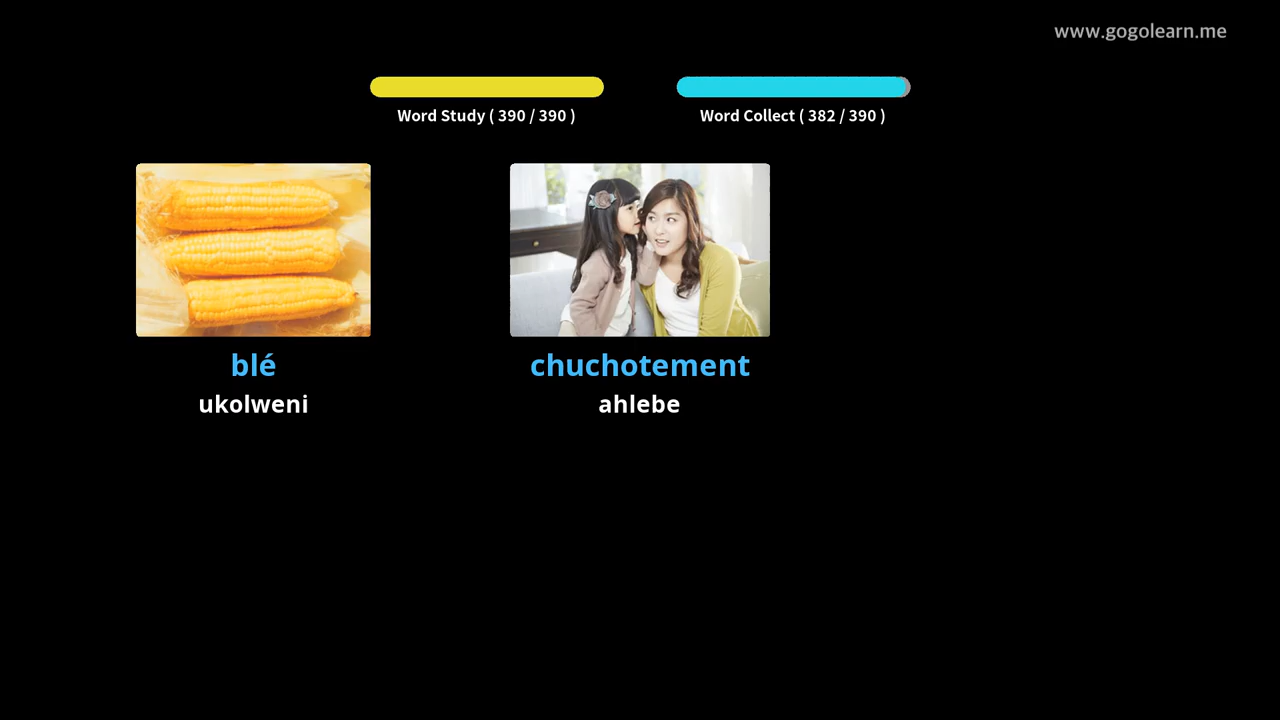 www.gogolearn.me
Word Study ( 390 / 390 )
Word Collect ( 382 / 390 )
blé
ukolweni
chuchotement
ahlebe